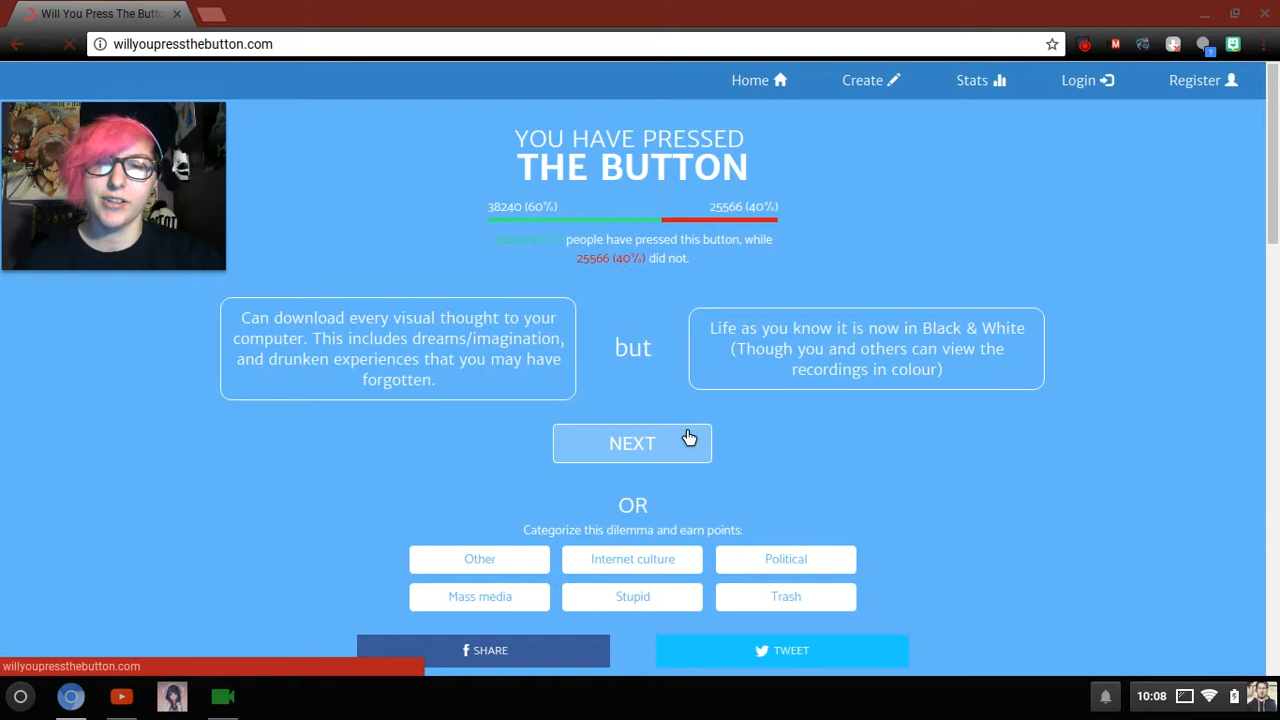 Will You Press The Butt
willyoupressthebutton.com
Home
Create
Stats
Login
Register
YOU HAVE PRESSED
THE BUTTON
38240 (60%)
25566 (40%)
38240 (60%) people have pressed this button, while
25566 (40%) did not.
Can download every visual thought to your
computer. This includes dreams/imagination,
and drunken experiences that you may have
forgotten.
but
Life as you know it is now in Black & White
(Though you and others can view the
recordings in colour)
NEXT
OR
Categorize this dilemma and earn points:
Other
Internet culture
Political
Mass media
Stupid
Trash
SHARE
TWEET
willyoupressthebutton.com
10:08